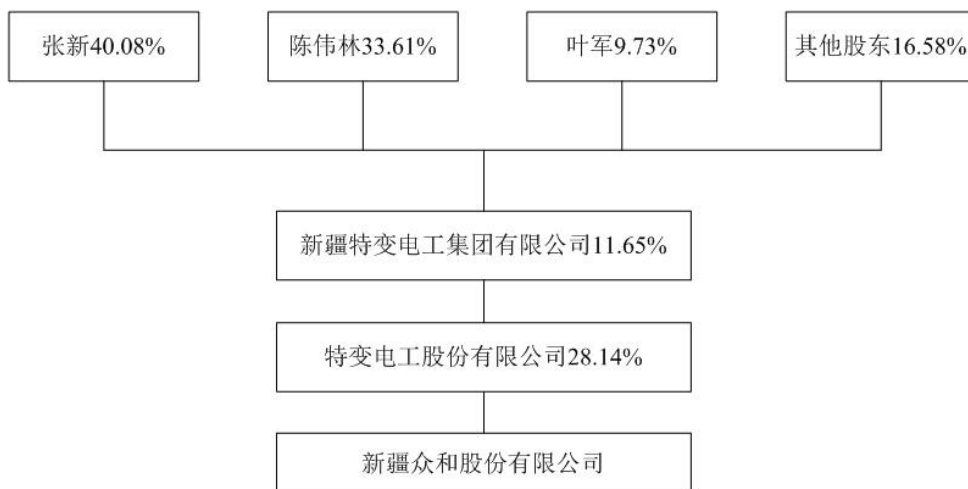 张新40.08%
陈伟林33.61%
叶军9.73%
其他股东16.58%
新疆特变电工集团有限公司11.65%
特变电工股份有限公司28.14%
新疆众和股份有限公司